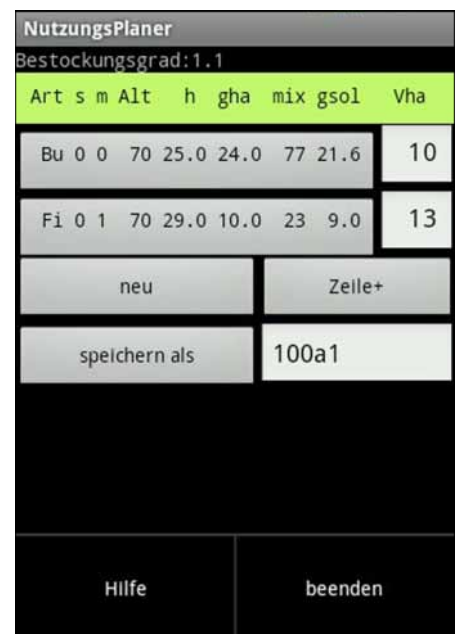 NutzungsPlaner
Bestockungsgrad:1.1
Art s m Alt h gha mix gsol Vha
Bu 0 0 70 25.0 24.0 77 21.6 10
Fi 0 1 70 29.0 10.0 23 9.0 13
neu Zeile+
speichern als 100a1
Hilfe beenden